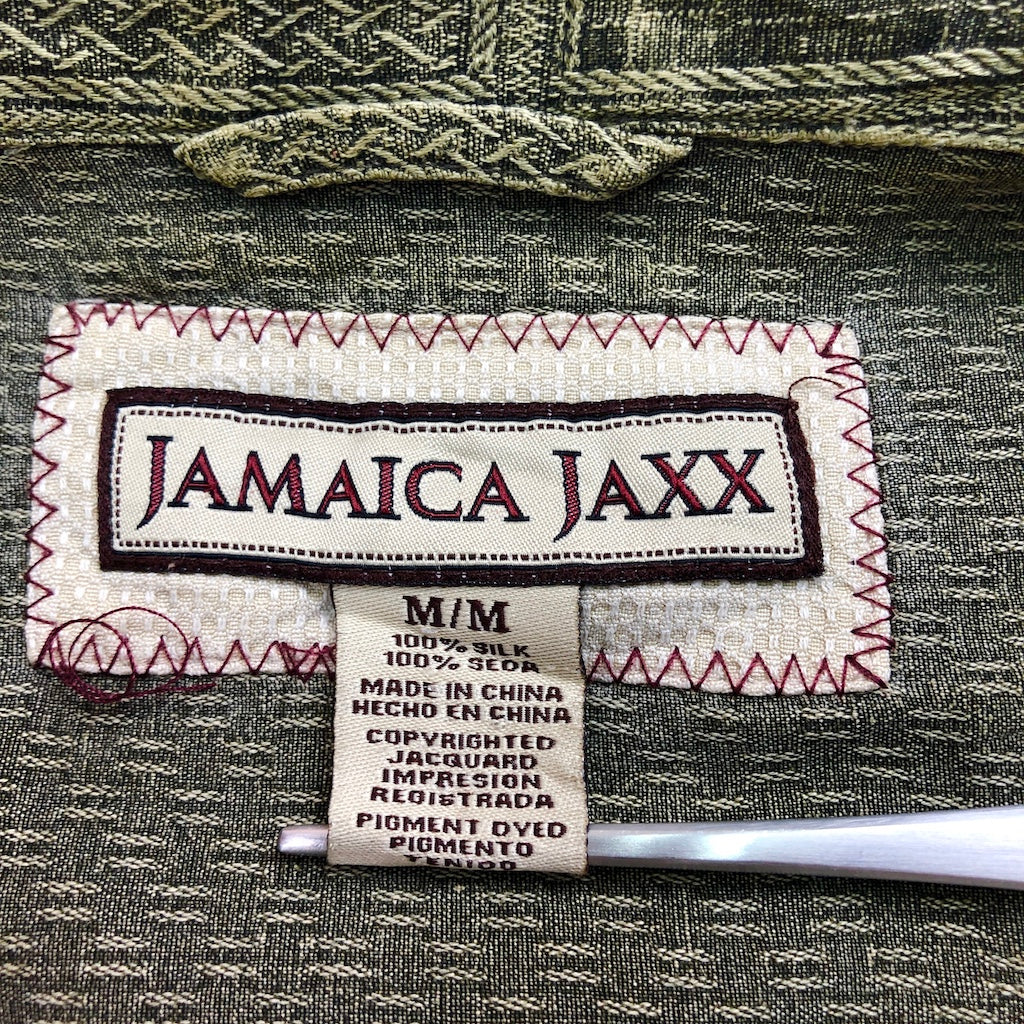 JAMAICA JAXX
M/M
100% SILK
100% SEDA
MADE IN CHINA
HECHO EN CHINA
COPYRIGHTED
JACQUARD
IMPRESION
REGISTRADA
PIGMENT DYED
PIGMENTO
TENIDO